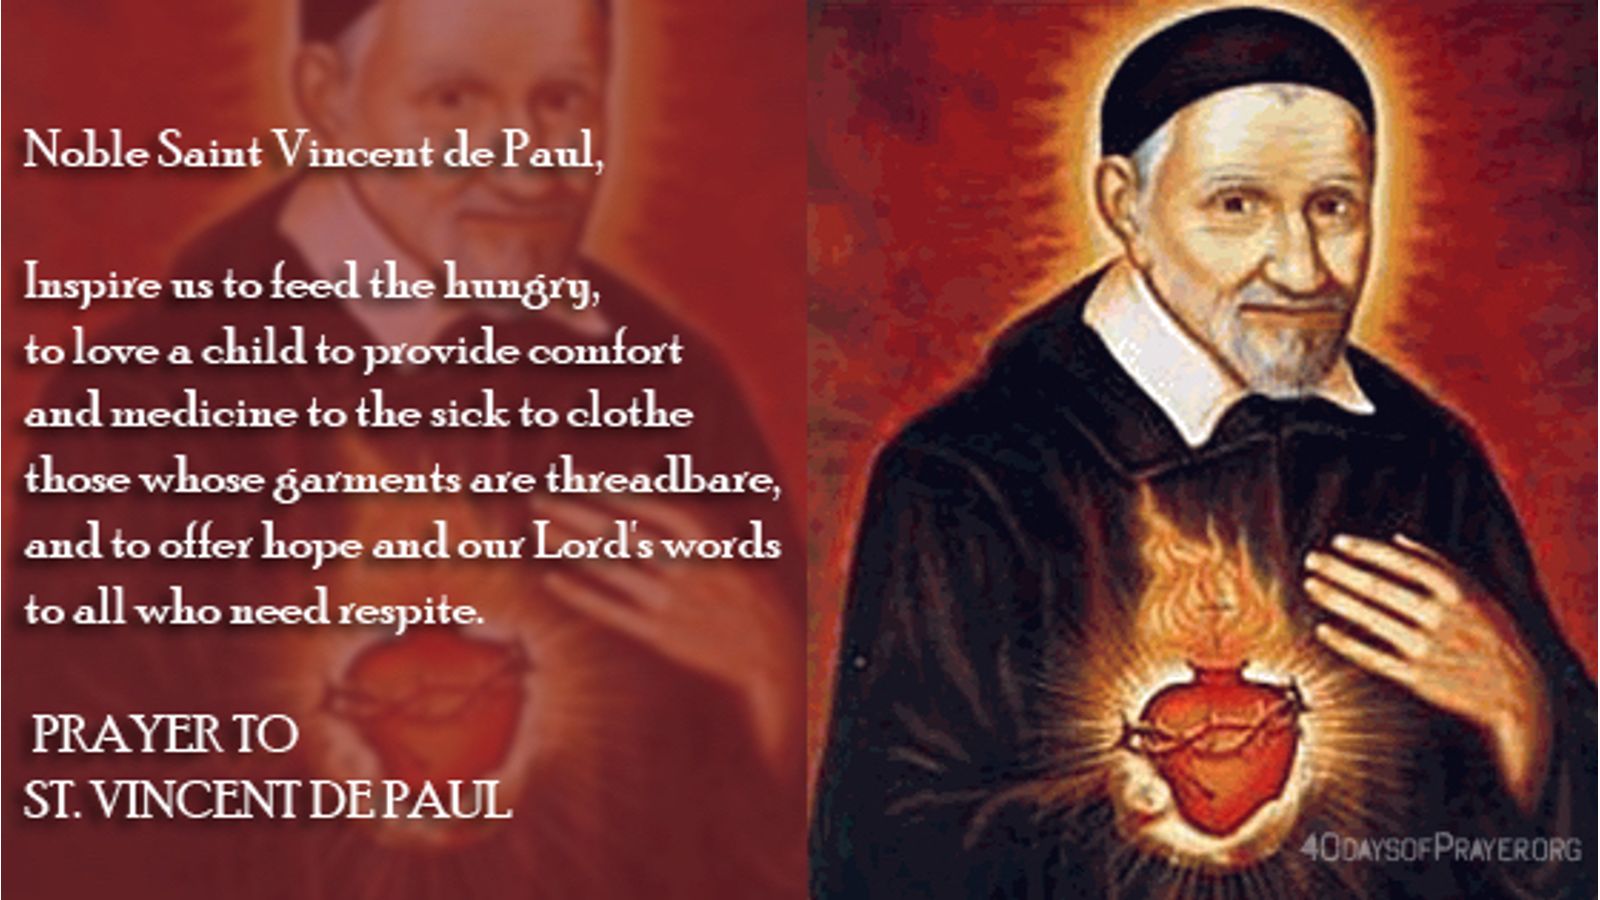 Noble Saint Vincent de Paul,
Inspire us to feed the hungry,
to love a child to provide comfort
and medicine to the sick to clothe
those whose garments are threadbare,
and to offer hope and our Lord's words
to all who need respite.
PRAYER TO
ST. VINCENT DE PAUL
40daysofPrayer.org